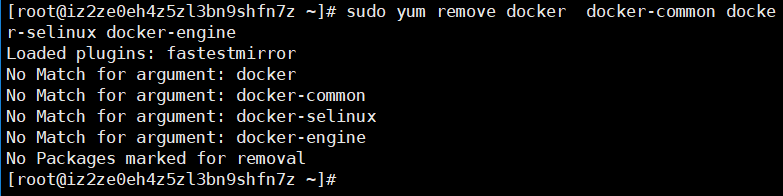 [root@iz2ze0eh4z5zl3bn9shfn7z ~]# sudo yum remove docker  docker-common docke
r-selinux docker-engine
Loaded plugins: fastestmirror
No Match for argument: docker
No Match for argument: docker-common
No Match for argument: docker-selinux
No Match for argument: docker-engine
No Packages marked for removal
[root@iz2ze0eh4z5zl3bn9shfn7z ~]#